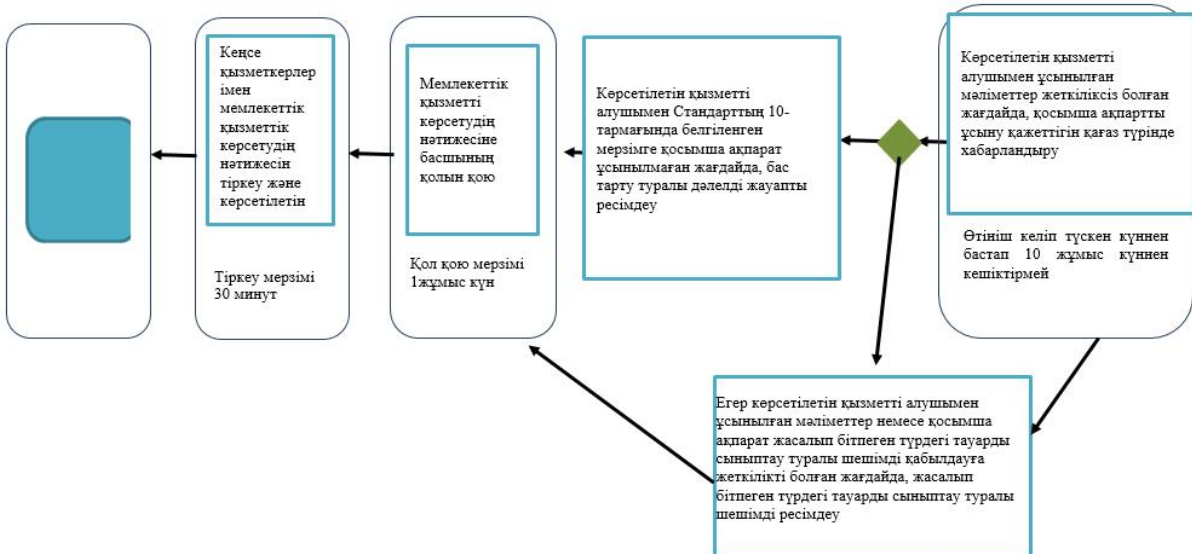 Кеңсе
қызметкерлер
імен
мемлекеттік
қызметтік
көрсетудің
нәтижесін
тіркеу және
көрсетілетін
Тіркеу мерзімі
30 минут
Мемлекеттік
қызметті
көрсетудің
нәтижесіне
басшының
қолын қою
Қол қою мерзімі
1жұмыс күн
Көрсетілетін қызметті
алушымен Стандарттың 10-
тармағында белгіленген
мерзімге қосымша ақпарат
ұсынылмаған жағдайда, бас
тарту туралы дәлелді жауапты
ресімдеу
Көрсетілетін қызметті
алушымен ұсынылған
мәліметтер жеткіліксіз болған
жағдайда, қосымша ақпартты
ұсыну қажеттігін қағаз түрінде
хабарландыру
Өтініш келіп түскен күннен
бастап 10 жұмыс күннен
кешіктірмей
Егер көрсетілетін қызметті алушымен
ұсынылған мәліметтер немесе қосымша
ақпарат жасалып бітпеген түрдегі тауарды
сыныптау туралы шешімді қабылдауға
жеткілікті болған жағдайда, жасалып
бітпеген түрдегі тауарды сыныптау туралы
шешімді ресімдеу